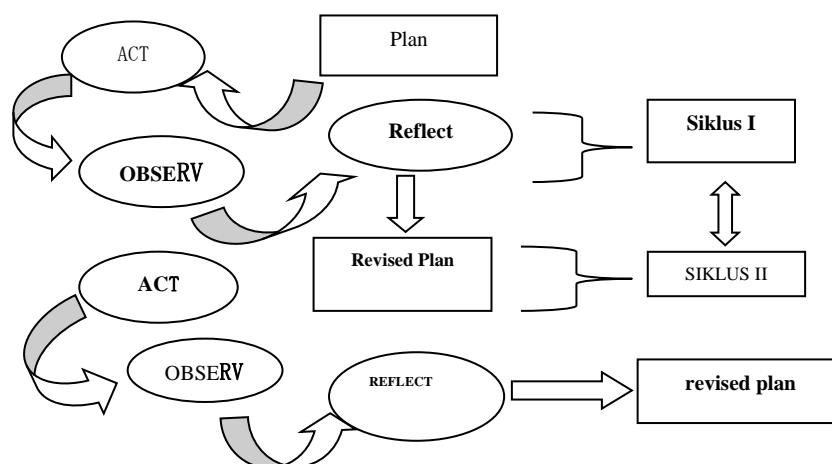 Plan
ACT
Reflect
Siklus I
OBSERV
Revised Plan
SIKLUS II
ACT
OBSERV
REFLECT
revised plan